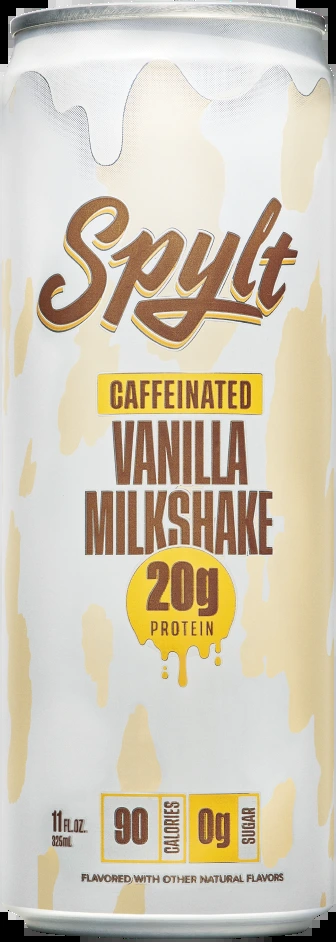 Spylt
CAFFEINATED
VANILLA
MILKSHAKE
20g
PROTEIN
11 FL.OZ.
325mL
90 CALORIES
0g SUGAR
FLAVORED WITH OTHER NATURAL FLAVORS